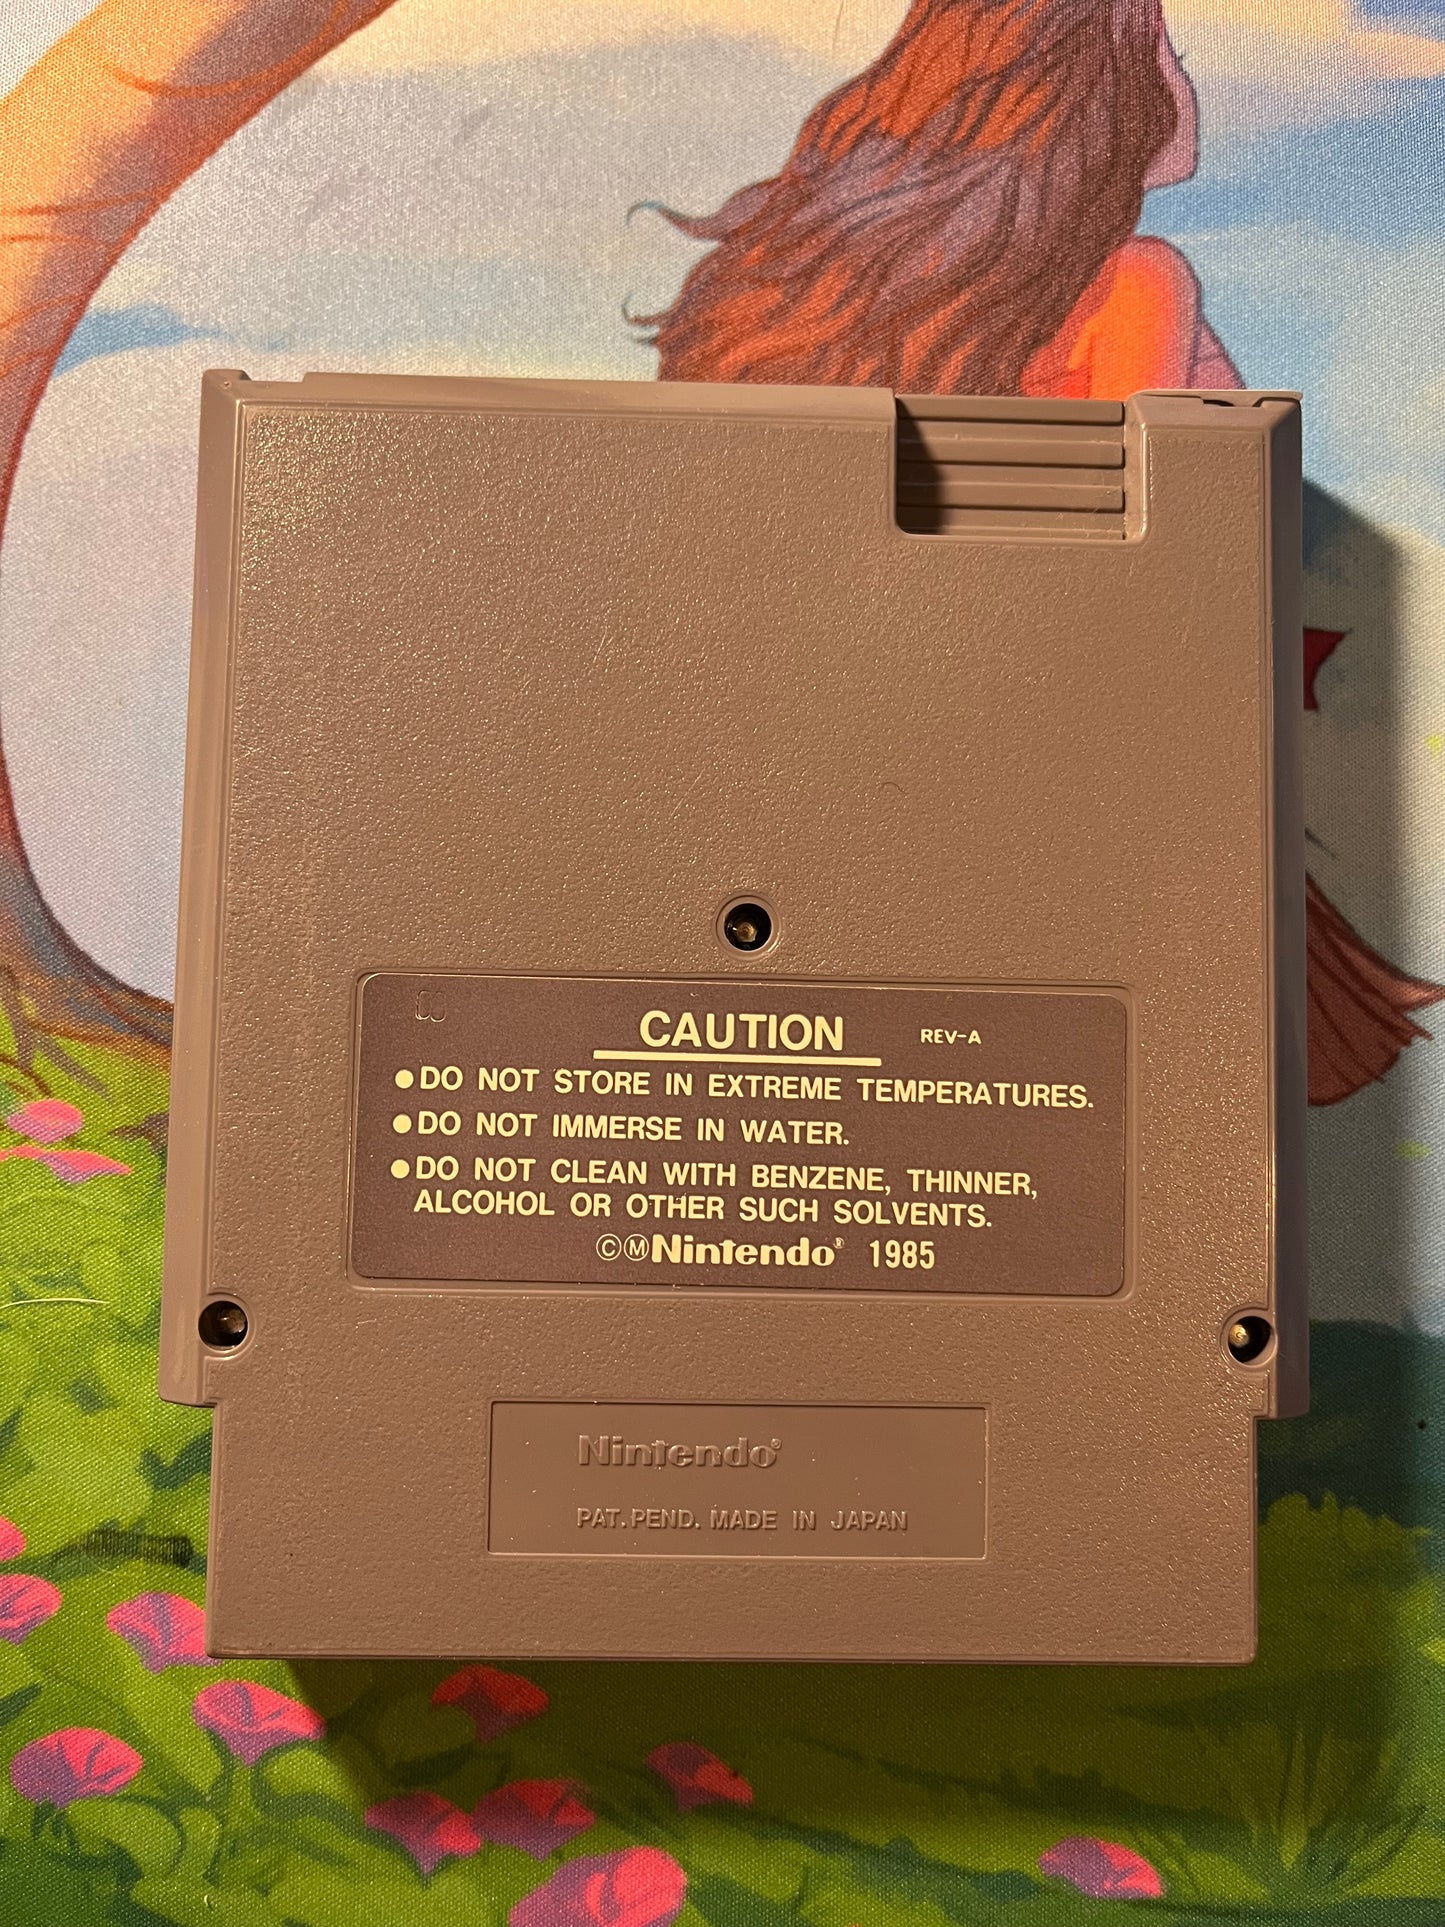 CAUTION REV-A
●DO NOT STORE IN EXTREME TEMPERATURES.
●DO NOT IMMERSE IN WATER.
●DO NOT CLEAN WITH BENZENE, THINNER,
ALCOHOL OR OTHER SUCH SOLVENTS.
ⒸⓂNintendo® 1985
Nintendo®
PAT. PEND. MADE IN JAPAN